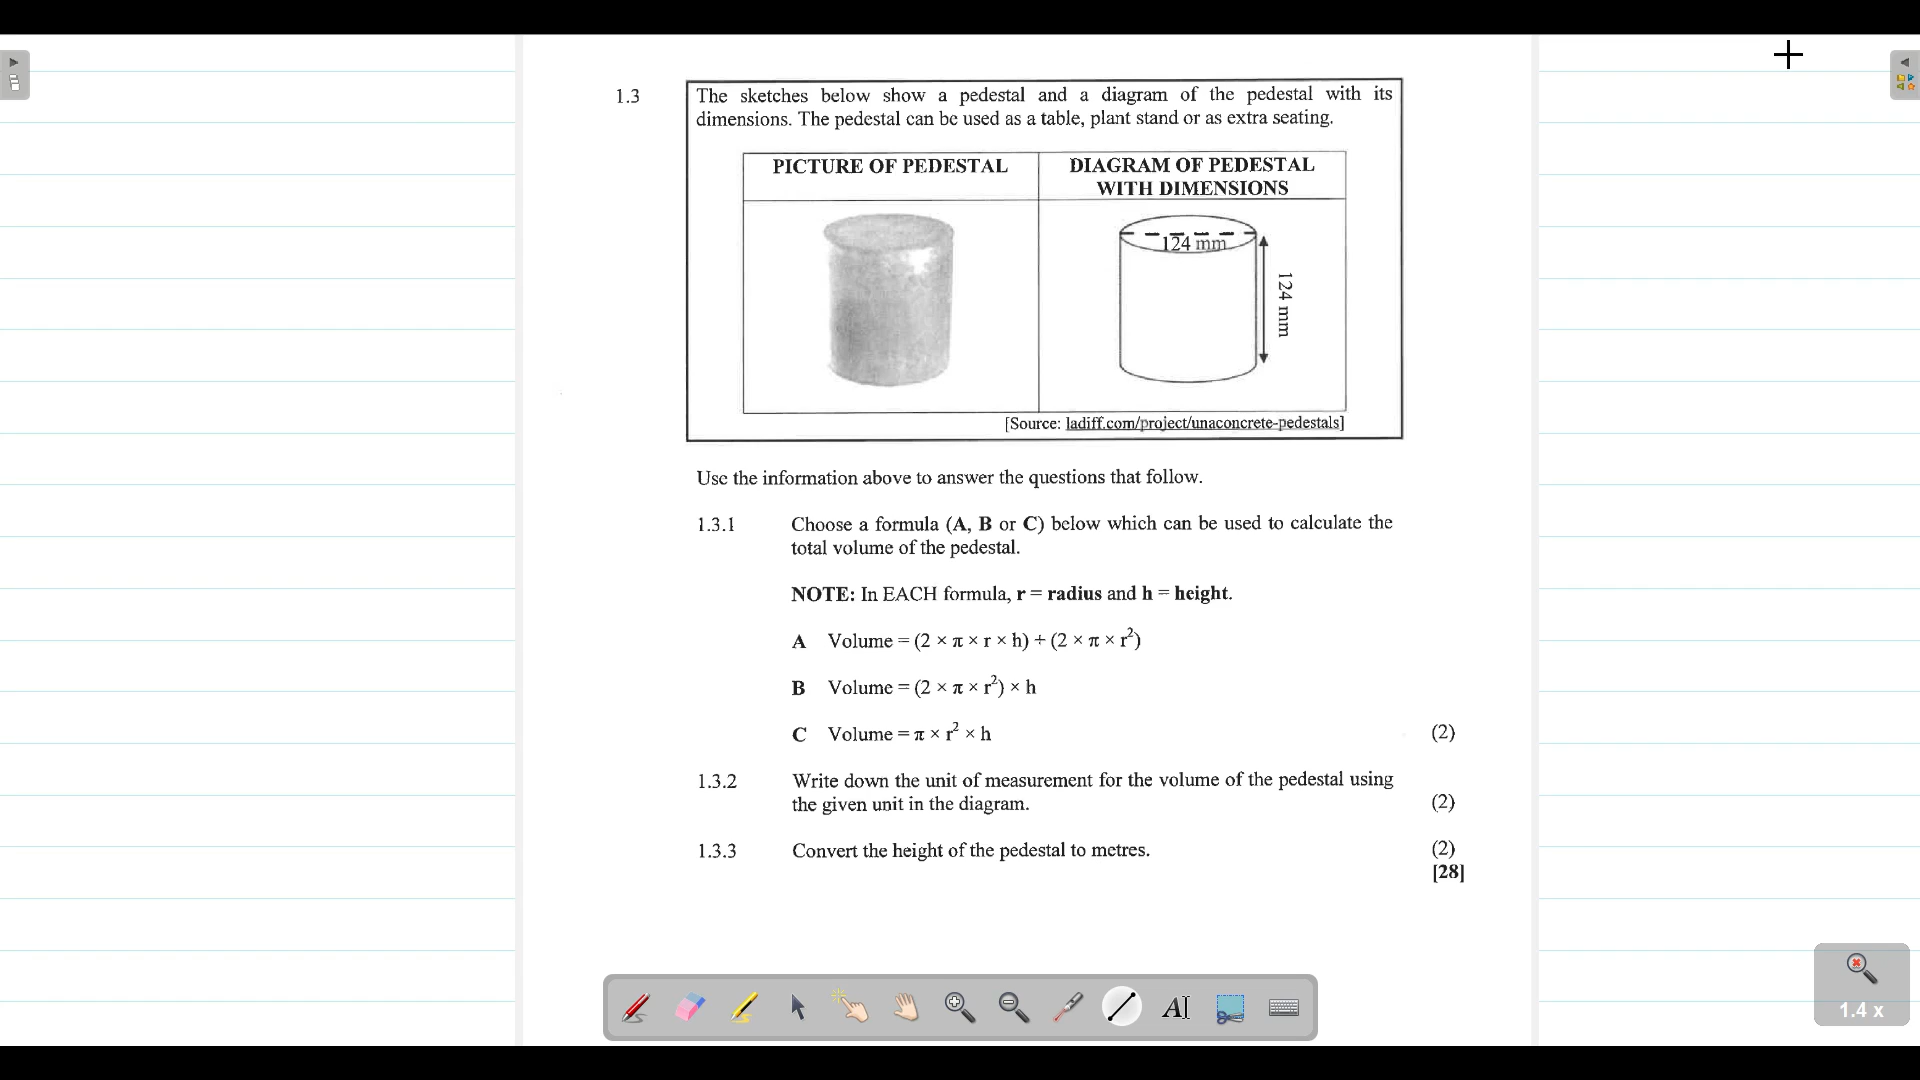 1.3 The sketches below show a pedestal and a diagram of the pedestal with its
dimensions. The pedestal can be used as a table, plant stand or as extra seating.
PICTURE OF PEDESTAL
DIAGRAM OF PEDESTAL
WITH DIMENSIONS
124 mm
124 mm
[Source: ladiff.com/project/unaconcrete-pedestals]
Use the information above to answer the questions that follow.
1.3.1 Choose a formula (A, B or C) below which can be used to calculate the
total volume of the pedestal.
NOTE: In EACH formula, r = radius and h = height.
A Volume = (2 × π × r × h) + (2 × π × r²)
B Volume = (2 × π × r²) × h
C Volume = π × r² × h (2)
1.3.2 Write down the unit of measurement for the volume of the pedestal using
the given unit in the diagram. (2)
1.3.3 Convert the height of the pedestal to metres. (2)
[28]
AI
1.4 x